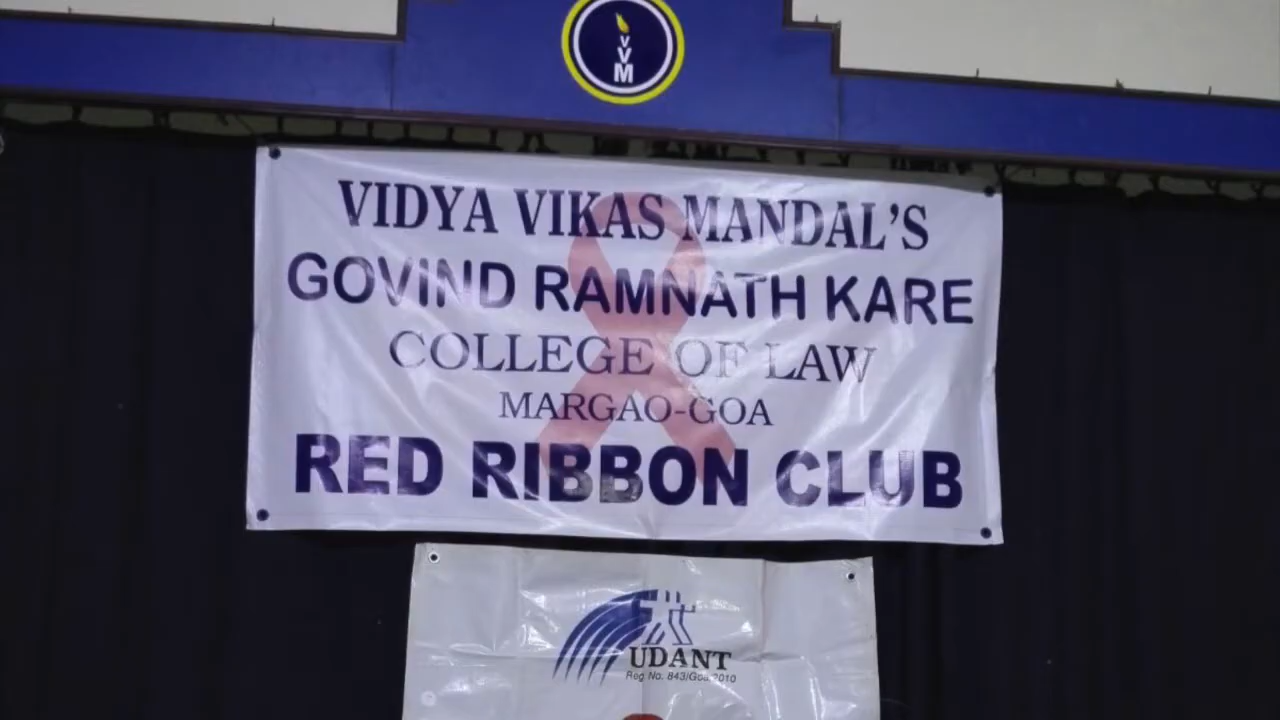 V
V
M
VIDYA VIKAS MANDAL'S
GOVIND RAMNATH KARE
COLLEGE OF LAW
MARGAO-GOA
RED RIBBON CLUB
UDANT
Reg No. 843/Goa 2010